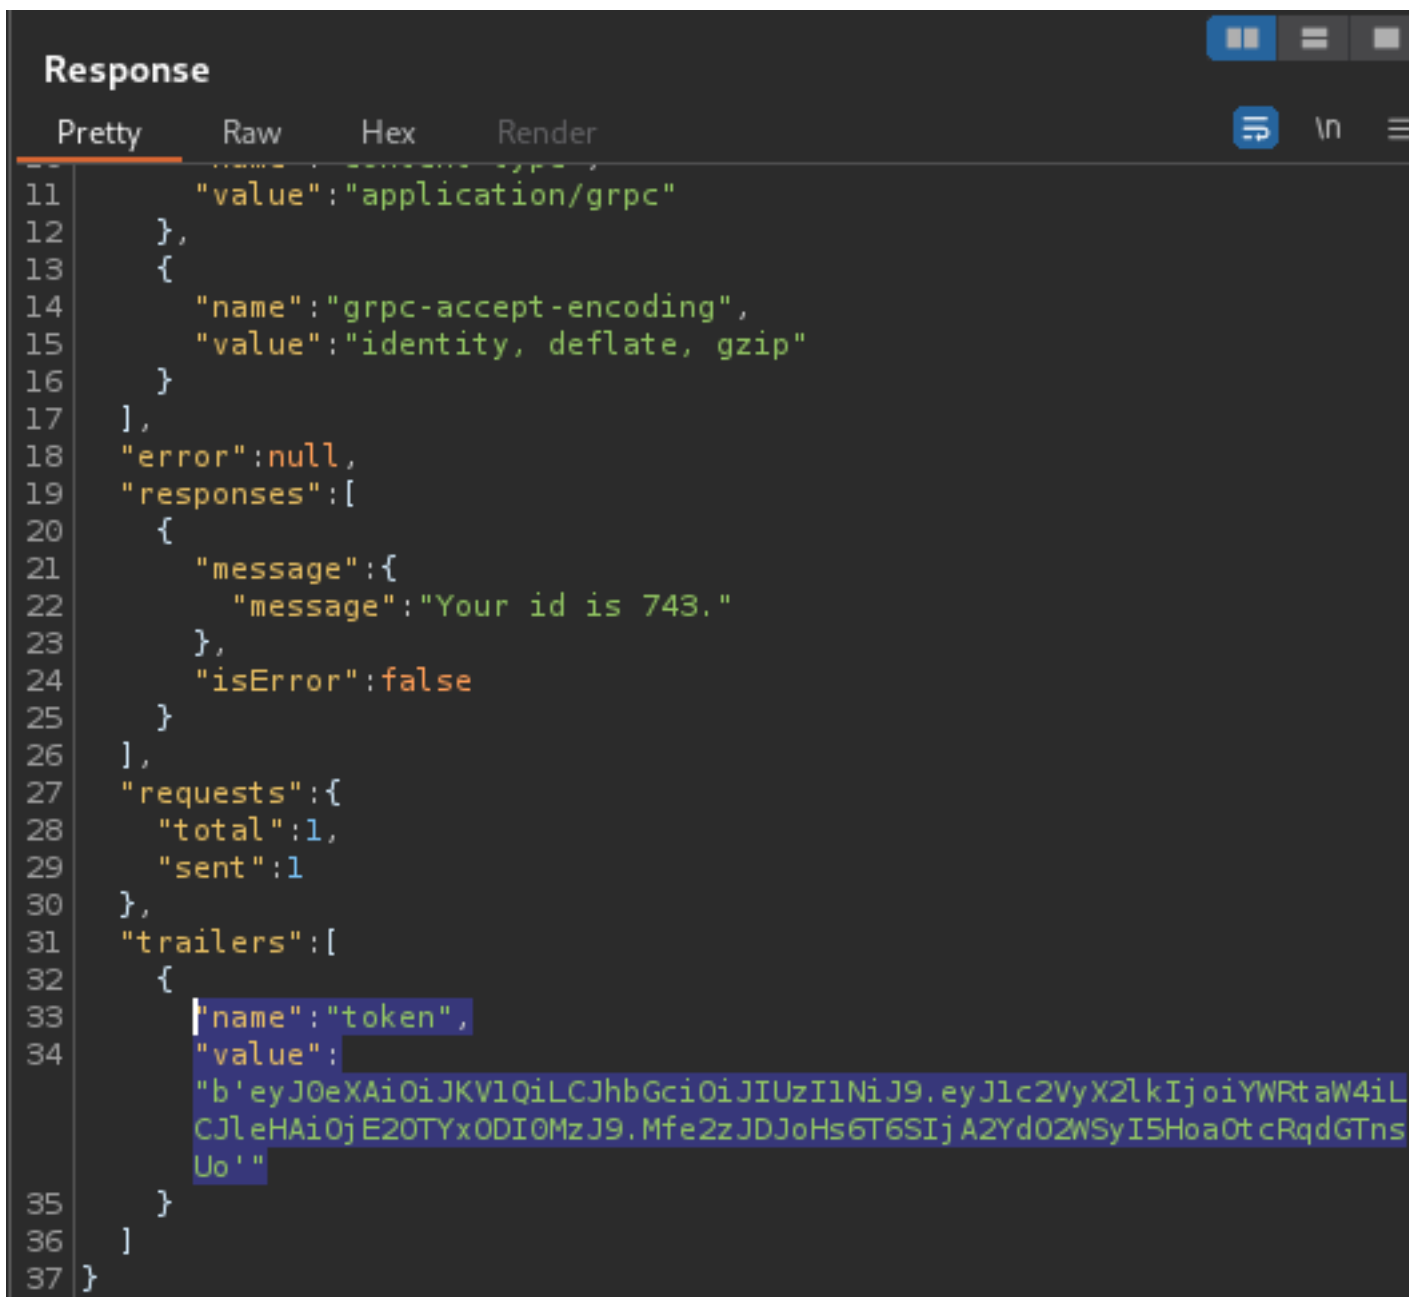 Response
Pretty Raw Hex Render \n
11 "value":"application/grpc"
12 },
13 {
14 "name":"grpc-accept-encoding",
15 "value":"identity, deflate, gzip"
16 }
17 ],
18 "error":null,
19 "responses":[
20 {
21 "message":{
22 "message":"Your id is 743."
23 },
24 "isError":false
25 }
26 ],
27 "requests":{
28 "total":1,
29 "sent":1
30 },
31 "trailers":[
32 {
33 "name":"token",
34 "value":
"b'eyJ0eXAiOiJKV1QiLCJhbGciOiJIUzI1NiJ9.eyJ1c2VyX2lkIjoiYWRtaW4iL
CJleHAiOjE2OTYxODI0MzJ9.Mfe2zJDJoHs6T6SIjA2YdO2WSyI5HoaOtcRqdGTns
Uo'"
35 }
36 ]
37 }